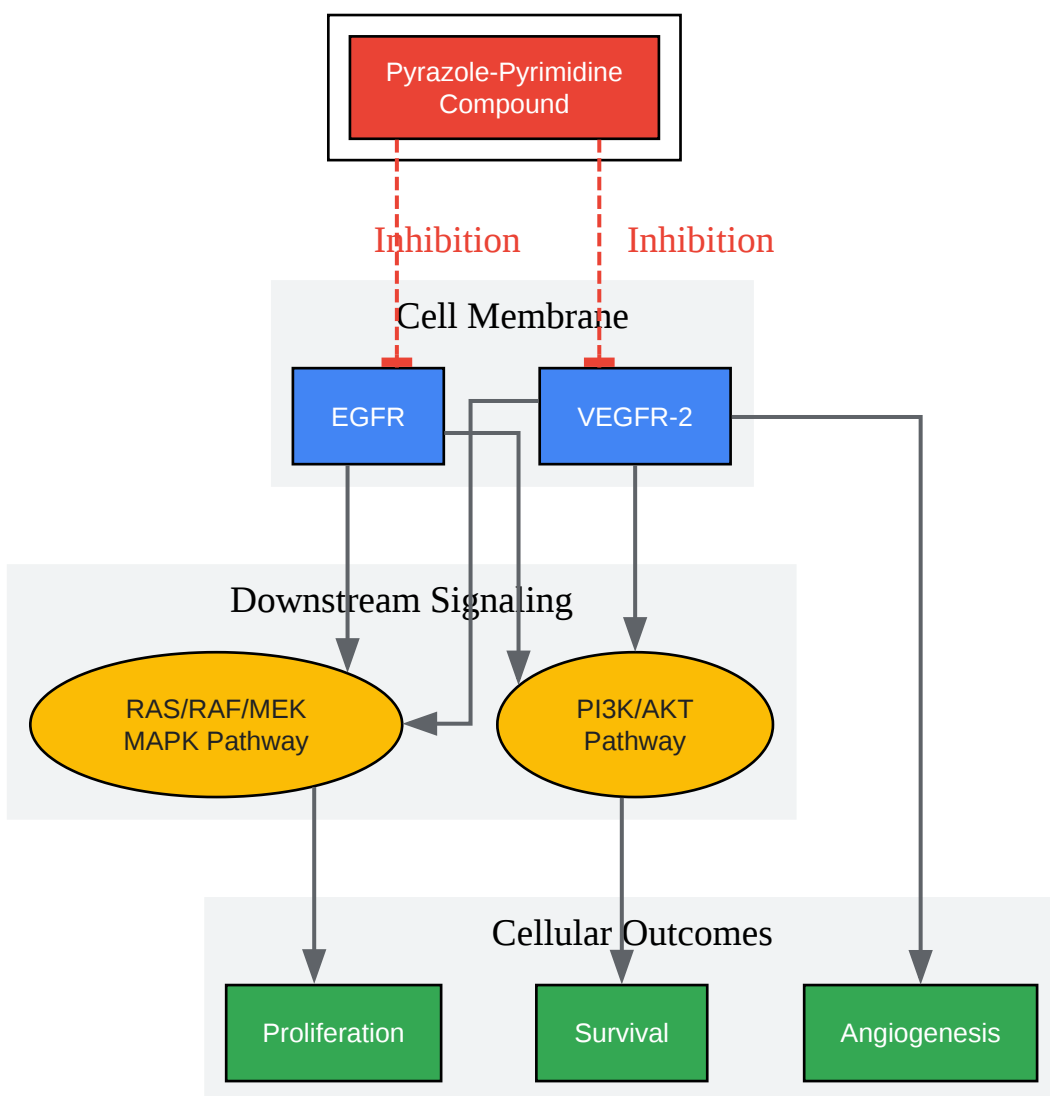 Pyrazole-Pyrimidine
Compound
Inhibition
Inhibition
Cell Membrane
EGFR
VEGFR-2
Downstream Signaling
RAS/RAF/MEK
MAPK Pathway
PI3K/AKT
Pathway
Cellular Outcomes
Proliferation
Survival
Angiogenesis